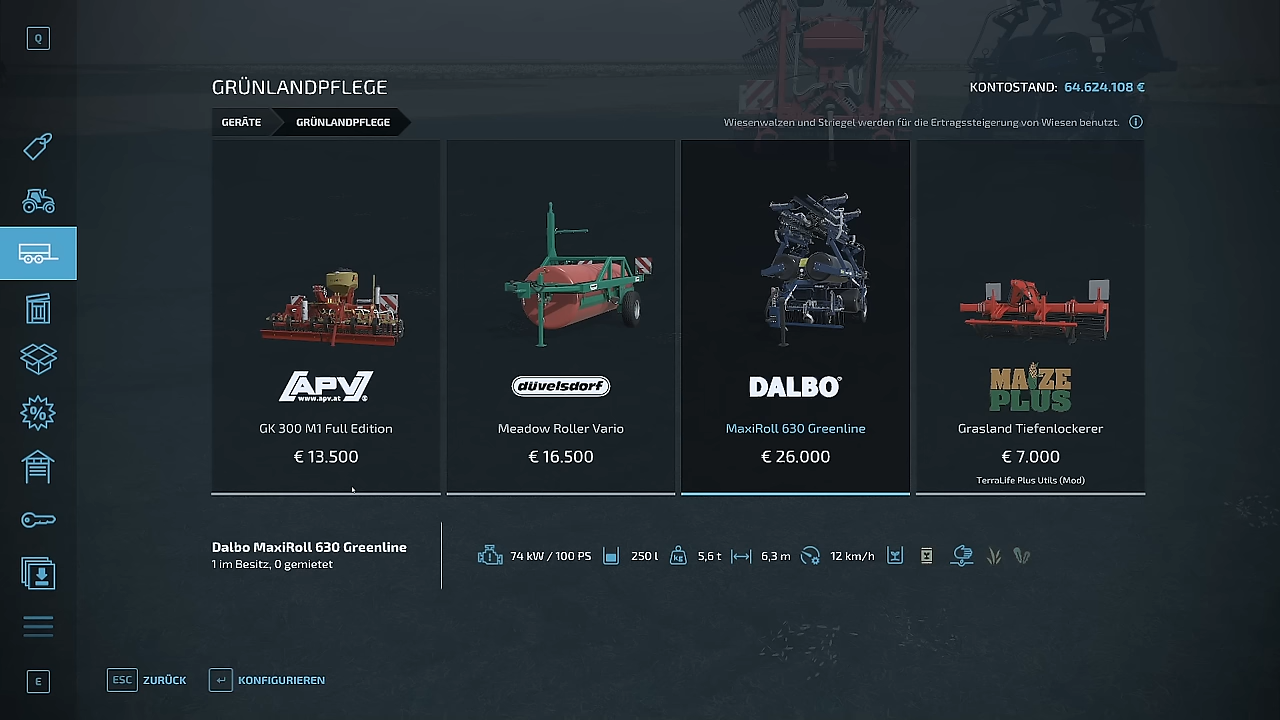 Q
GRÜNLANDPFLEGE
KONTOSTAND: 64.624.108 €
GERÄTE
GRÜNLANDPFLEGE
Wiesenwalzen und Striegel werden für die Ertragssteigerung von Wiesen benutzt.
APV
www.apv.at
GK 300 M1 Full Edition
€ 13.500
düvelsdorf
Meadow Roller Vario
€ 16.500
DALBO®
MaxiRoll 630 Greenline
€ 26.000
MAIZE
PLUS
Grasland Tiefenlockerer
€ 7.000
TerraLife Plus Utils (Mod)
Dalbo MaxiRoll 630 Greenline
1 im Besitz, 0 gemietet
74 kW / 100 PS 250 l kg 5,6 t 6,3 m 12 km/h
E
ESC ZURÜCK ↵ KONFIGURIEREN